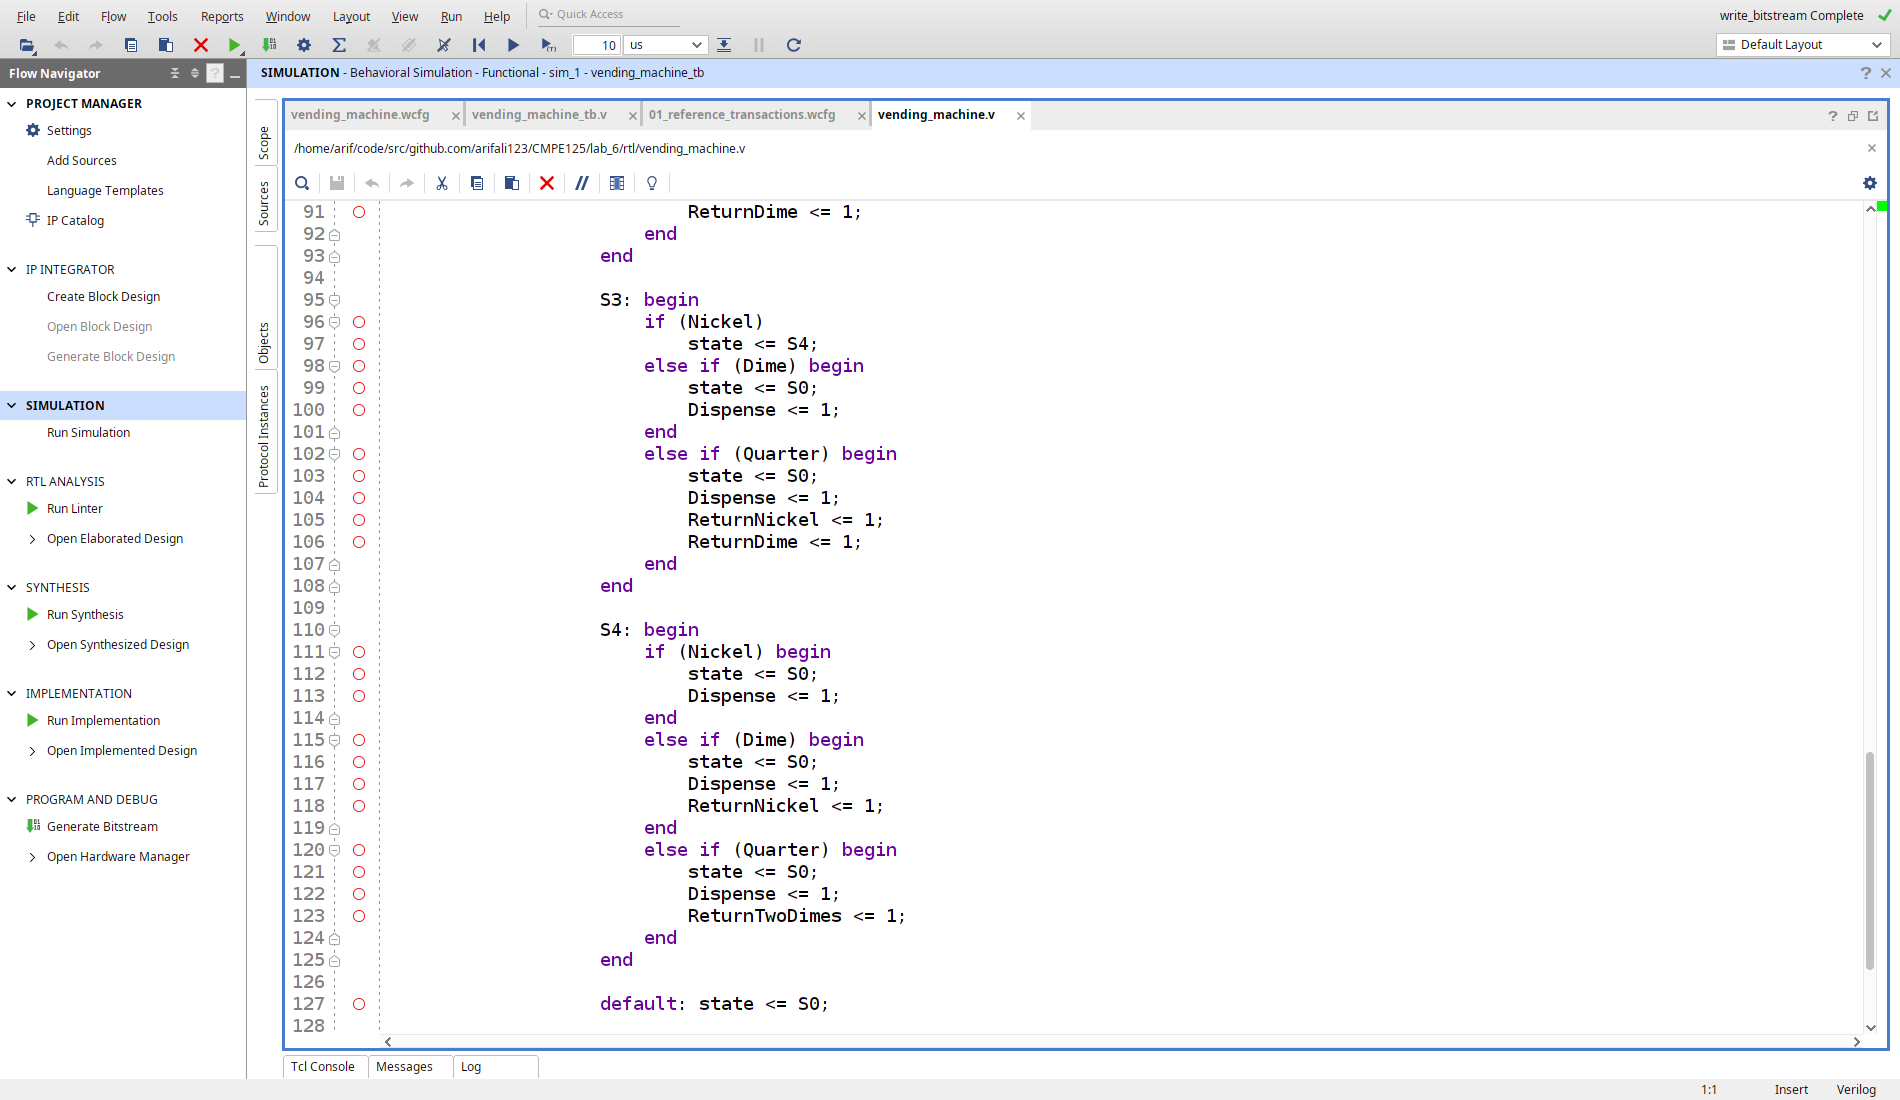 File Edit Flow Tools Reports Window Layout View Run Help Quick Access write_bitstream Complete
10 us Default Layout
Flow Navigator ? SIMULATION - Behavioral Simulation - Functional - sim_1 - vending_machine_tb ?
PROJECT MANAGER
Settings
Add Sources
Language Templates
IP Catalog
IP INTEGRATOR
Create Block Design
Open Block Design
Generate Block Design
SIMULATION
Run Simulation
RTL ANALYSIS
Run Linter
Open Elaborated Design
SYNTHESIS
Run Synthesis
Open Synthesized Design
IMPLEMENTATION
Run Implementation
Open Implemented Design
PROGRAM AND DEBUG
Generate Bitstream
Open Hardware Manager
Scope
Sources
Objects
Protocol Instances
vending_machine.wcfg vending_machine_tb.v 01_reference_transactions.wcfg vending_machine.v ?
/home/arif/code/src/github.com/arifali123/CMPE125/lab_6/rtl/vending_machine.v
91 ReturnDime <= 1;
92 end
93 end
94
95 S3: begin
96 if (Nickel)
97 state <= S4;
98 else if (Dime) begin
99 state <= S0;
100 Dispense <= 1;
101 end
102 else if (Quarter) begin
103 state <= S0;
104 Dispense <= 1;
105 ReturnNickel <= 1;
106 ReturnDime <= 1;
107 end
108 end
109
110 S4: begin
111 if (Nickel) begin
112 state <= S0;
113 Dispense <= 1;
114 end
115 else if (Dime) begin
116 state <= S0;
117 Dispense <= 1;
118 ReturnNickel <= 1;
119 end
120 else if (Quarter) begin
121 state <= S0;
122 Dispense <= 1;
123 ReturnTwoDimes <= 1;
124 end
125 end
126
127 default: state <= S0;
128
Tcl Console Messages Log
1:1 Insert Verilog